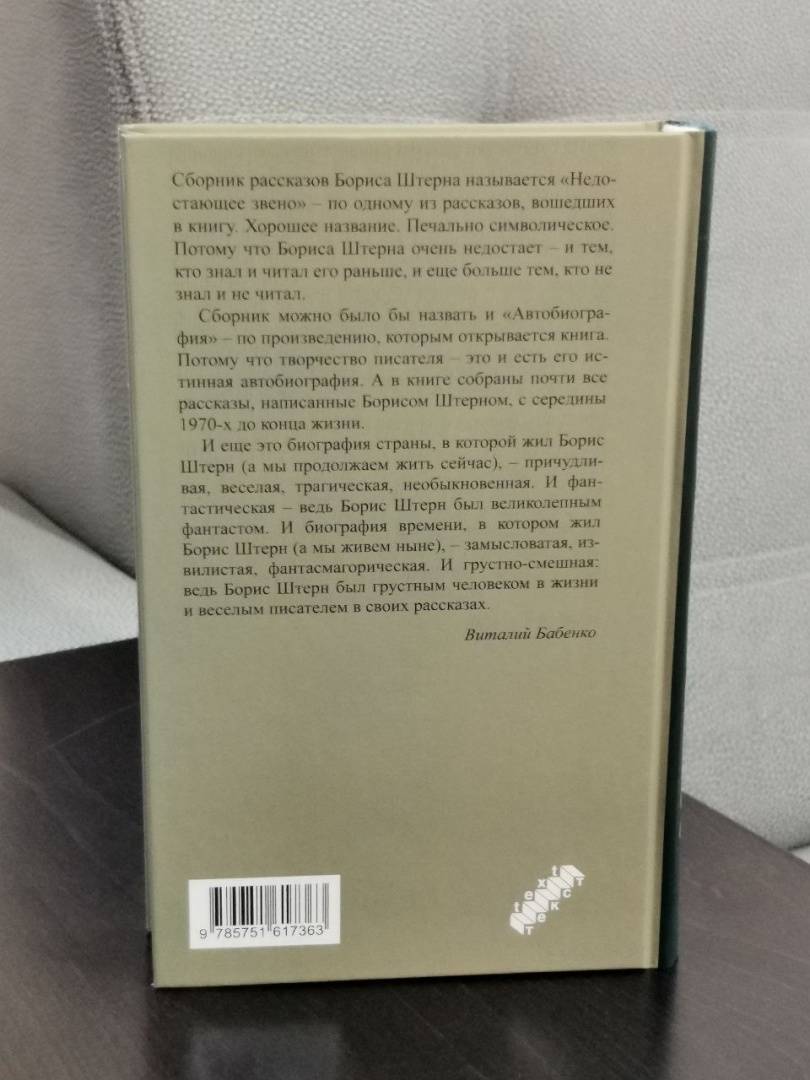 Сборник рассказов Бориса Штерна называется «Недо-
стающее звено» – по одному из рассказов, вошедших
в книгу. Хорошее название. Печально символическое.
Потому что Бориса Штерна очень недостает – и тем,
кто знал и читал его раньше, и еще больше тем, кто не
знал и не читал.
Сборник можно было бы назвать и «Автобиогра-
фия» – по произведению, которым открывается книга.
Потому что творчество писателя – это и есть его ис-
тинная автобиография. А в книге собраны почти все
рассказы, написанные Борисом Штерном, с середины
1970-х до конца жизни.
И еще это биография страны, в которой жил Борис
Штерн (а мы продолжаем жить сейчас), – причудли-
вая, веселая, трагическая, необыкновенная. И фан-
тастическая – ведь Борис Штерн был великолепным
фантастом. И биография времени, в котором жил
Борис Штерн (а мы живем ныне), – замысловатая, из-
вилистая, фантасмагорическая. И грустно-смешная:
ведь Борис Штерн был грустным человеком в жизни
и веселым писателем в своих рассказах.
Виталий Бабенко
text
текст
9 785751 617363